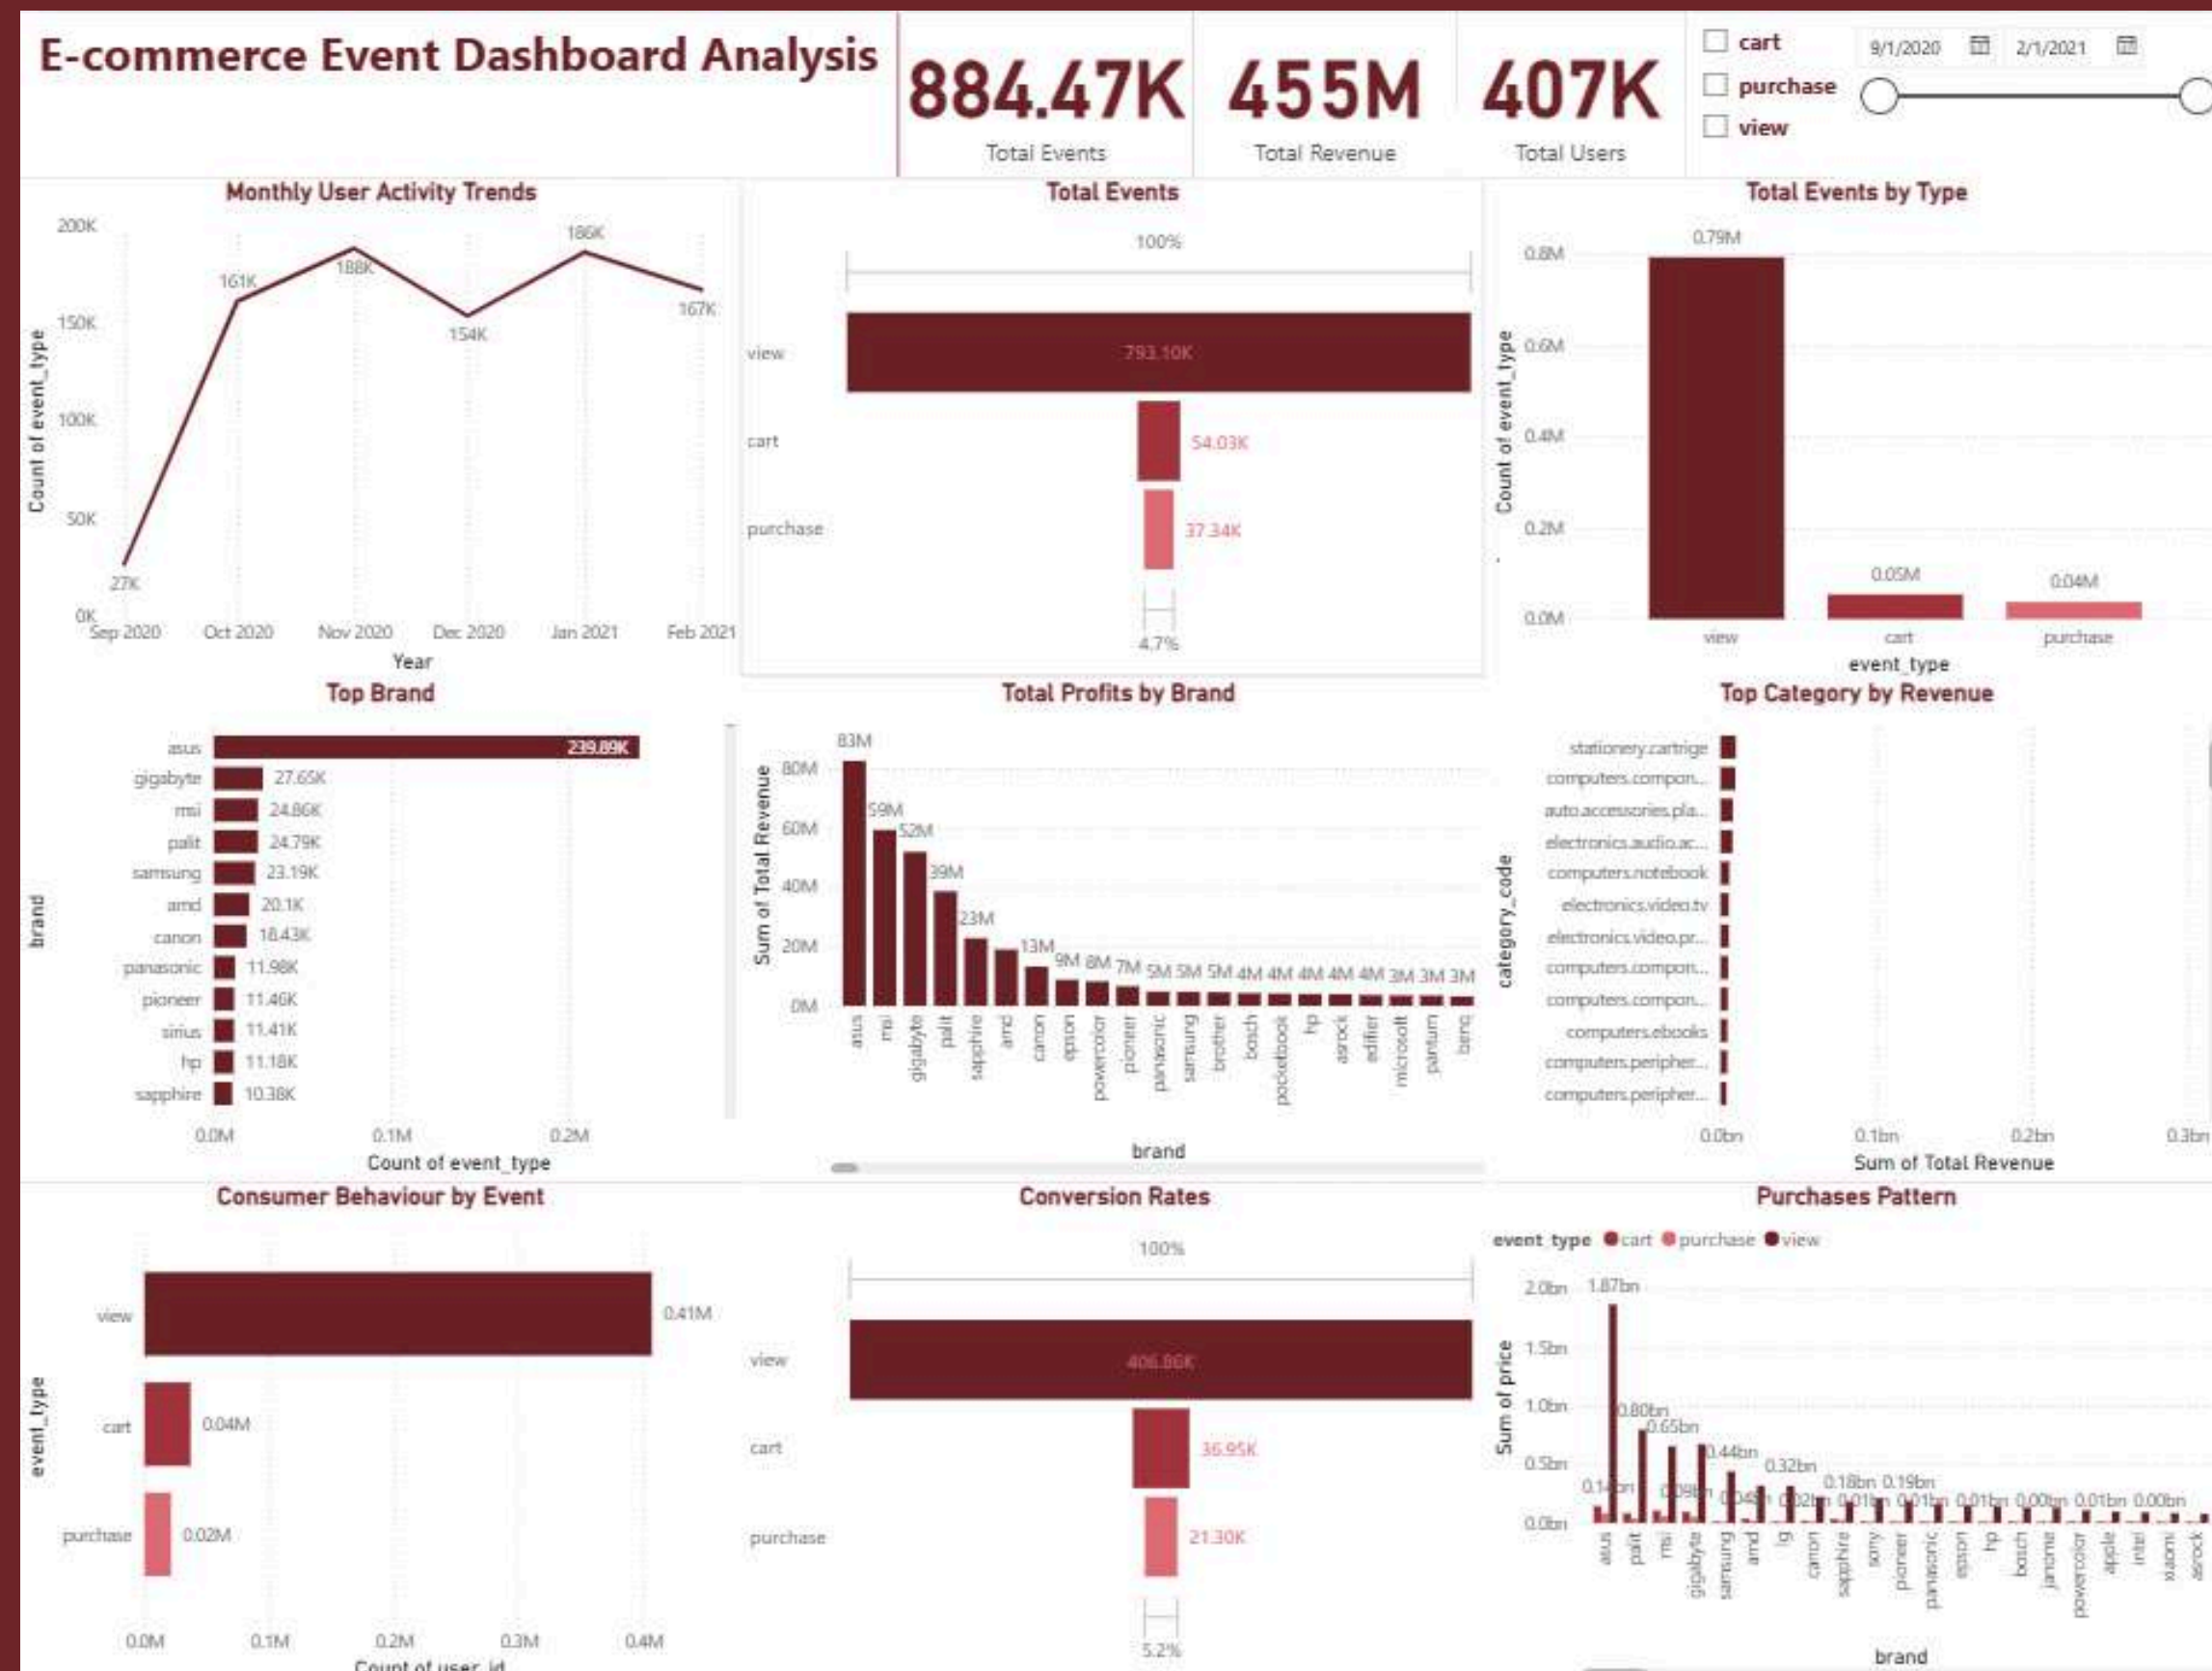 E-commerce Event Dashboard Analysis
884.47K
Total Events
455M
Total Revenue
407K
Total Users
cart
purchase
view
9/1/2020
2/1/2021
Monthly User Activity Trends
Count of event_type
200K
150K
100K
50K
0K
27K
161K
188K
154K
186K
167K
Sep 2020
Oct 2020
Nov 2020
Dec 2020
Jan 2021
Feb 2021
Year
Total Events
100%
view
793.10K
cart
54.03K
purchase
37.34K
4.7%
Total Events by Type
Count of event_type
0.8M
0.6M
0.4M
0.2M
0.0M
0.79M
0.05M
0.04M
view
cart
purchase
event_type
Top Brand
brand
asus 239.89K
gigabyte 27.65K
msi 24.86K
palit 24.79K
samsung 23.19K
amd 20.1K
canon 18.43K
panasonic 11.98K
pioneer 11.46K
sirius 11.41K
hp 11.18K
sapphire 10.38K
0.0M
0.1M
0.2M
Count of event_type
Total Profits by Brand
Sum of Total Revenue
80M
60M
40M
20M
0M
83M
59M
52M
39M
23M
13M
9M
8M
7M
5M
5M
5M
4M
4M
4M
4M
4M
3M
3M
3M
asus
msi
gigabyte
palit
sapphire
amd
canon
epson
powercolor
pioneer
panasonic
samsung
brother
bosch
pocketbook
hp
asrock
edifier
microsoft
pantum
benq
brand
Top Category by Revenue
category_code
stationery.cartrige
computers.compon...
auto.accessories.pla...
electronics.audio.ac...
computers.notebook
electronics.video.tv
electronics.video.pr...
computers.compon...
computers.compon...
computers.ebooks
computers.peripher...
computers.peripher...
0.0bn
0.1bn
0.2bn
0.3bn
Sum of Total Revenue
Consumer Behaviour by Event
event_type
view
0.41M
cart
0.04M
purchase
0.02M
0.0M
0.1M
0.2M
0.3M
0.4M
Count of user_id
Conversion Rates
100%
view
406.86K
cart
36.95K
purchase
21.30K
5.2%
Purchases Pattern
event_type cart purchase view
Sum of price
2.0bn
1.5bn
1.0bn
0.5bn
0.0bn
1.87bn
0.80bn
0.65bn
0.44bn
0.32bn
0.18bn
0.19bn
0.02bn
0.01bn
0.01bn
0.01bn
0.00bn
0.01bn
0.00bn
asus
palit
msi
gigabyte
samsung
amd
lg
canon
sapphire
sony
pioneer
panasonic
epson
hp
bosch
janome
powercolor
apple
intel
xiaomi
asrock
brand